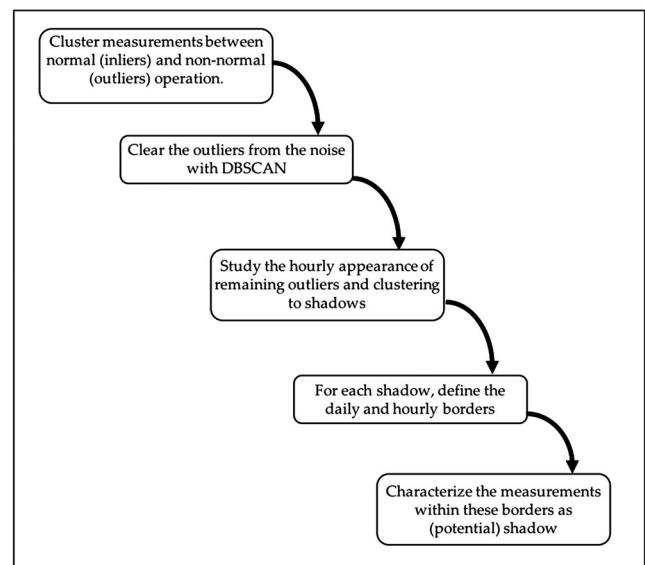 Cluster measurements between
normal (inliers) and non-normal
(outliers) operation.
Clear the outliers from the noise
with DBSCAN
Study the hourly appearance of
remaining outliers and clustering
to shadows
For each shadow, define the
daily and hourly borders
Characterize the measurements
within these borders as
(potential) shadow